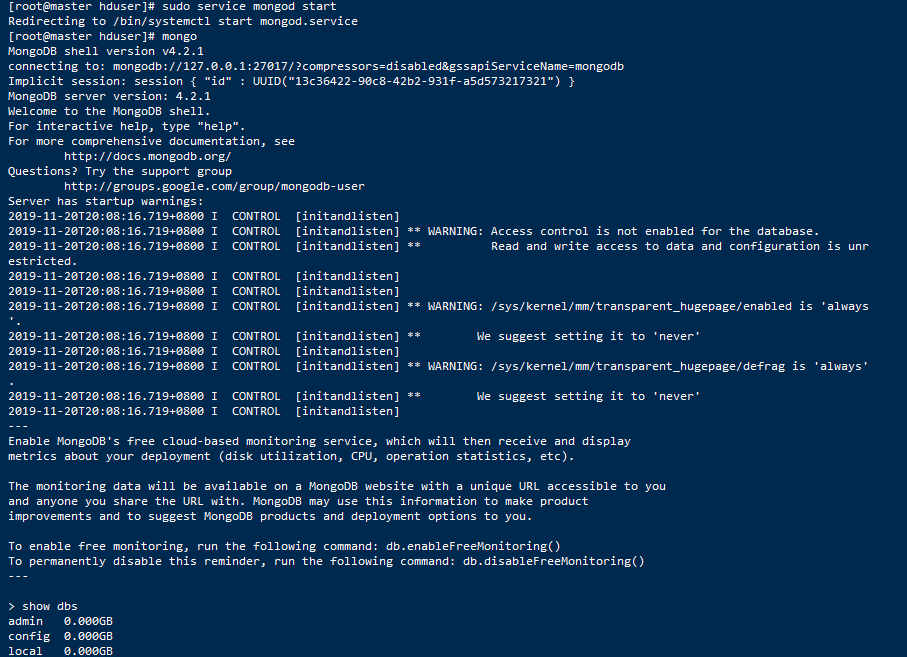 [root@master hduser]# sudo service mongod start
Redirecting to /bin/systemctl start mongod.service
[root@master hduser]# mongo
MongoDB shell version v4.2.1
connecting to: mongodb://127.0.0.1:27017/?compressors=disabled&gssapiServiceName=mongodb
Implicit session: session { "id" : UUID("13c36422-90c8-42b2-931f-a5d573217321") }
MongoDB server version: 4.2.1
Welcome to the MongoDB shell.
For interactive help, type "help".
For more comprehensive documentation, see
        http://docs.mongodb.org/
Questions? Try the support group
        http://groups.google.com/group/mongodb-user
Server has startup warnings:
2019-11-20T20:08:16.719+0800 I  CONTROL  [initandlisten]
2019-11-20T20:08:16.719+0800 I  CONTROL  [initandlisten] ** WARNING: Access control is not enabled for the database.
2019-11-20T20:08:16.719+0800 I  CONTROL  [initandlisten] **          Read and write access to data and configuration is unr
estricted.
2019-11-20T20:08:16.719+0800 I  CONTROL  [initandlisten]
2019-11-20T20:08:16.719+0800 I  CONTROL  [initandlisten]
2019-11-20T20:08:16.719+0800 I  CONTROL  [initandlisten] ** WARNING: /sys/kernel/mm/transparent_hugepage/enabled is 'always
'.
2019-11-20T20:08:16.719+0800 I  CONTROL  [initandlisten] **        We suggest setting it to 'never'
2019-11-20T20:08:16.719+0800 I  CONTROL  [initandlisten]
2019-11-20T20:08:16.719+0800 I  CONTROL  [initandlisten] ** WARNING: /sys/kernel/mm/transparent_hugepage/defrag is 'always'
.
2019-11-20T20:08:16.719+0800 I  CONTROL  [initandlisten] **        We suggest setting it to 'never'
2019-11-20T20:08:16.719+0800 I  CONTROL  [initandlisten]
---
Enable MongoDB's free cloud-based monitoring service, which will then receive and display
metrics about your deployment (disk utilization, CPU, operation statistics, etc).

The monitoring data will be available on a MongoDB website with a unique URL accessible to you
and anyone you share the URL with. MongoDB may use this information to make product
improvements and to suggest MongoDB products and deployment options to you.

To enable free monitoring, run the following command: db.enableFreeMonitoring()
To permanently disable this reminder, run the following command: db.disableFreeMonitoring()
---

> show dbs
admin   0.000GB
config  0.000GB
local   0.000GB